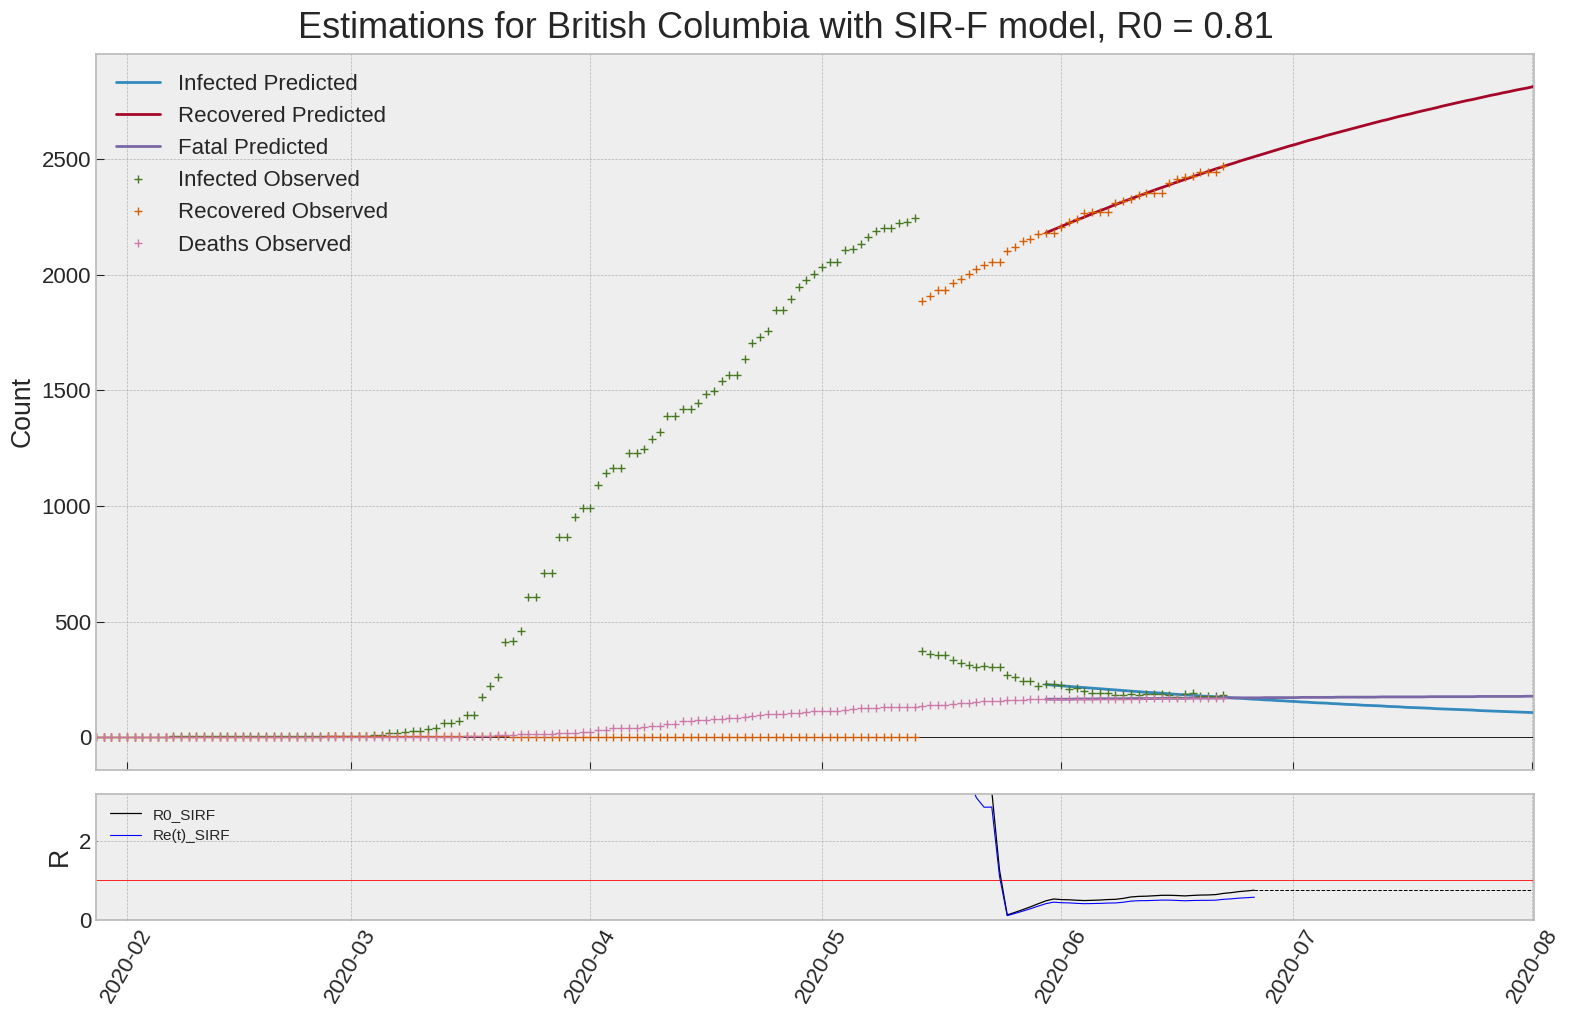 Estimations for British Columbia with SIR-F model, R0 = 0.81
Infected Predicted
Recovered Predicted
Fatal Predicted
Infected Observed
Recovered Observed
Deaths Observed
Count
2500
2000
1500
1000
500
0
R0_SIRF
Re(t)_SIRF
R
2
0
2020-02
2020-03
2020-04
2020-05
2020-06
2020-07
2020-08